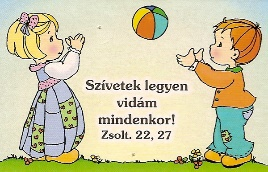 Szívetek legyen
vidám
mindenkor!
Zsolt. 22, 27